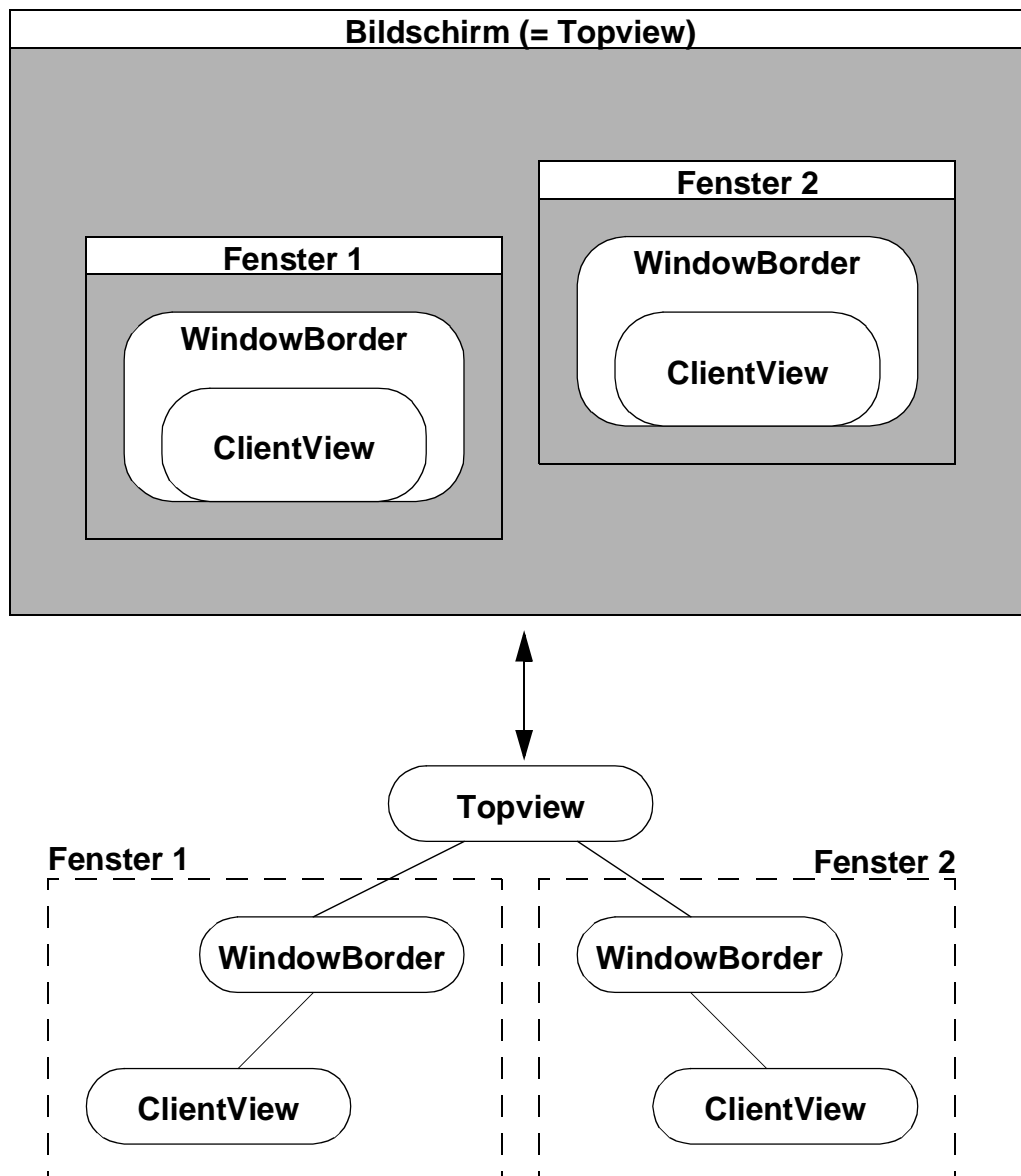 Bildschirm (= Topview)
Fenster 2
Fenster 1
WindowBorder
WindowBorder
ClientView
ClientView
Topview
Fenster 1
Fenster 2
WindowBorder
WindowBorder
ClientView
ClientView